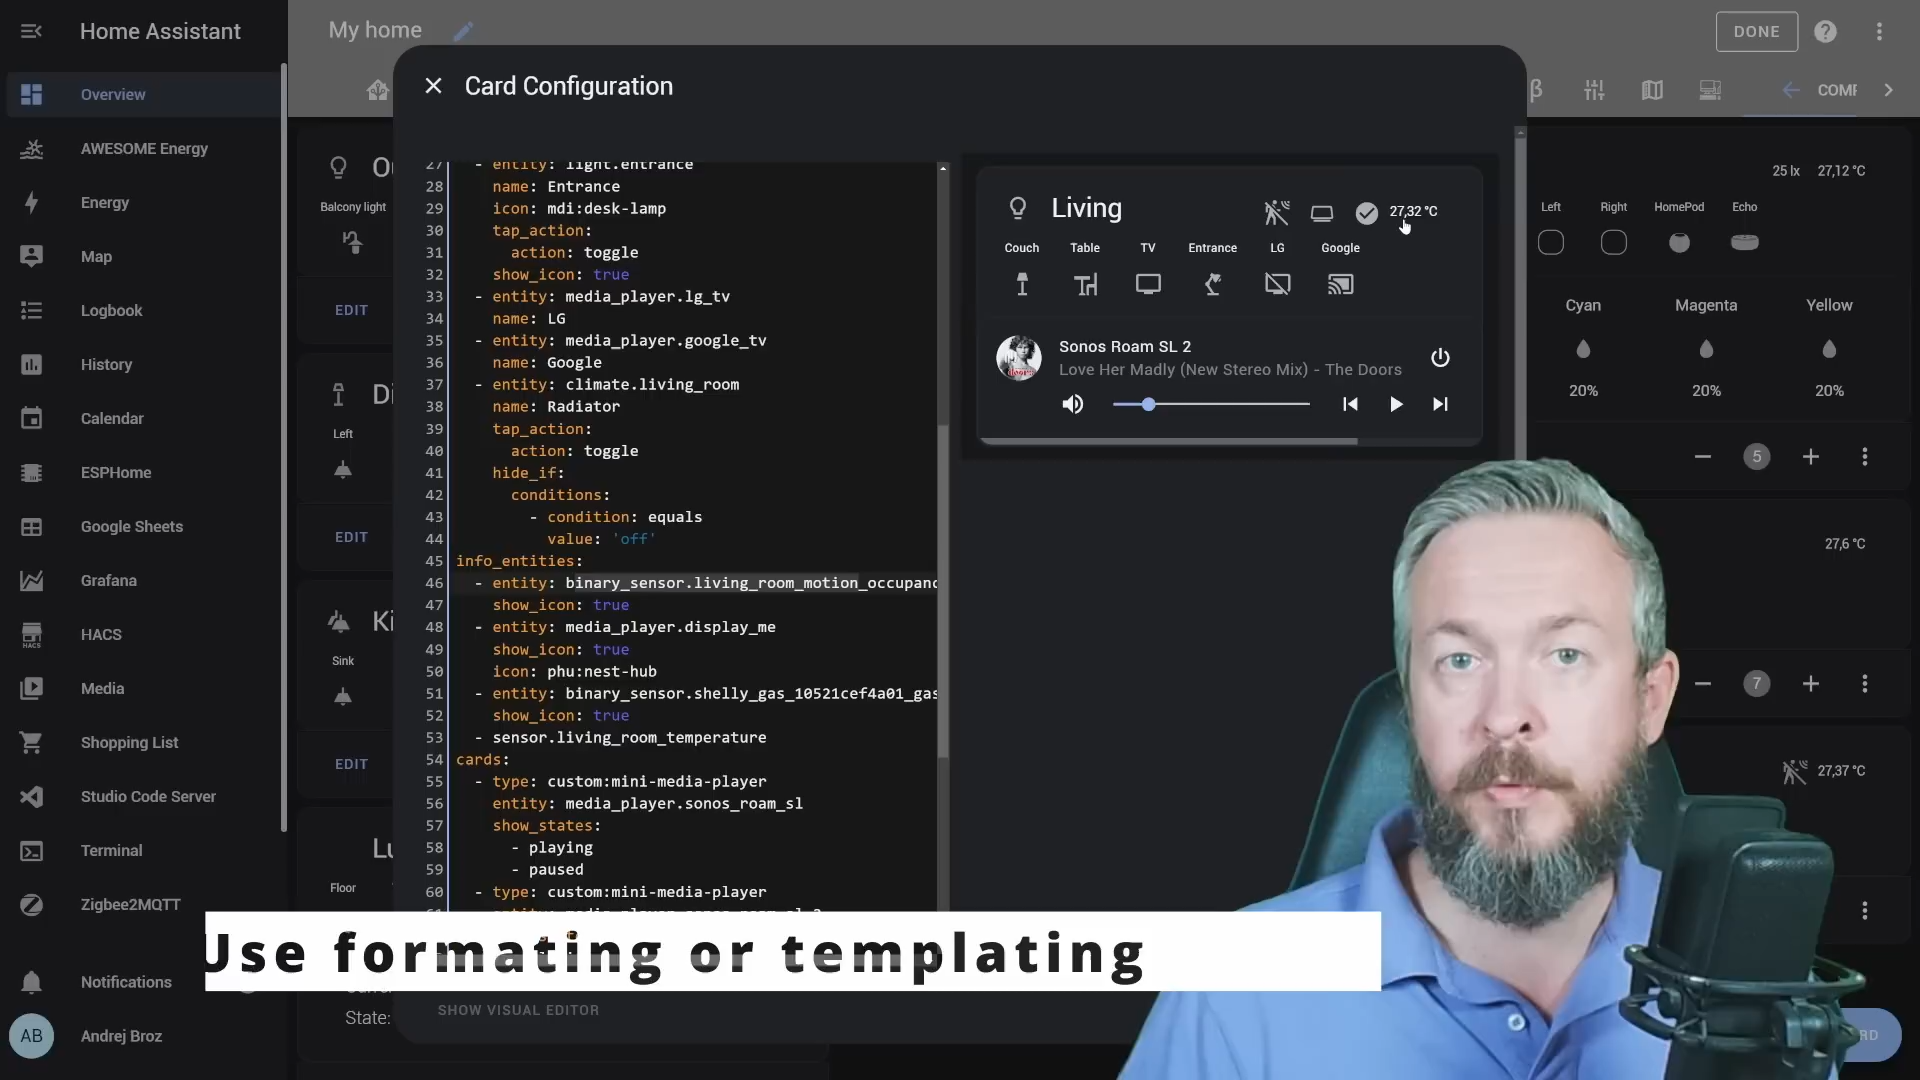 Home Assistant
My home
DONE
Overview
AWESOME Energy
Energy
Map
Logbook
History
Calendar
ESPHome
Google Sheets
Grafana
HACS
Media
Shopping List
Studio Code Server
Terminal
Zigbee2MQTT
Notifications
AB Andrej Broz
Balcony light
EDIT
Left
EDIT
Sink
EDIT
Floor
State:
Card Configuration
27 - entity: light.entrance
28 name: Entrance
29 icon: mdi:desk-lamp
30 tap_action:
31 action: toggle
32 show_icon: true
33 - entity: media_player.lg_tv
34 name: LG
35 - entity: media_player.google_tv
36 name: Google
37 - entity: climate.living_room
38 name: Radiator
39 tap_action:
40 action: toggle
41 hide_if:
42 conditions:
43 - condition: equals
44 value: 'off'
45 info_entities:
46 - entity: binary_sensor.living_room_motion_occupanc
47 show_icon: true
48 - entity: media_player.display_me
49 show_icon: true
50 icon: phu:nest-hub
51 - entity: binary_sensor.shelly_gas_10521cef4a01_gas
52 show_icon: true
53 - sensor.living_room_temperature
54 cards:
55 - type: custom:mini-media-player
56 entity: media_player.sonos_roam_sl
57 show_states:
58 - playing
59 - paused
60 - type: custom:mini-media-player
SHOW VISUAL EDITOR
Living
27,32 °C
Couch Table TV Entrance LG Google
Sonos Roam SL 2
Love Her Madly (New Stereo Mix) - The Doors
COMP
25 lx 27,12 °C
Left Right HomePod Echo
Cyan Magenta Yellow
20% 20% 20%
5
27,6 °C
7
27,37 °C
Use formating or templating